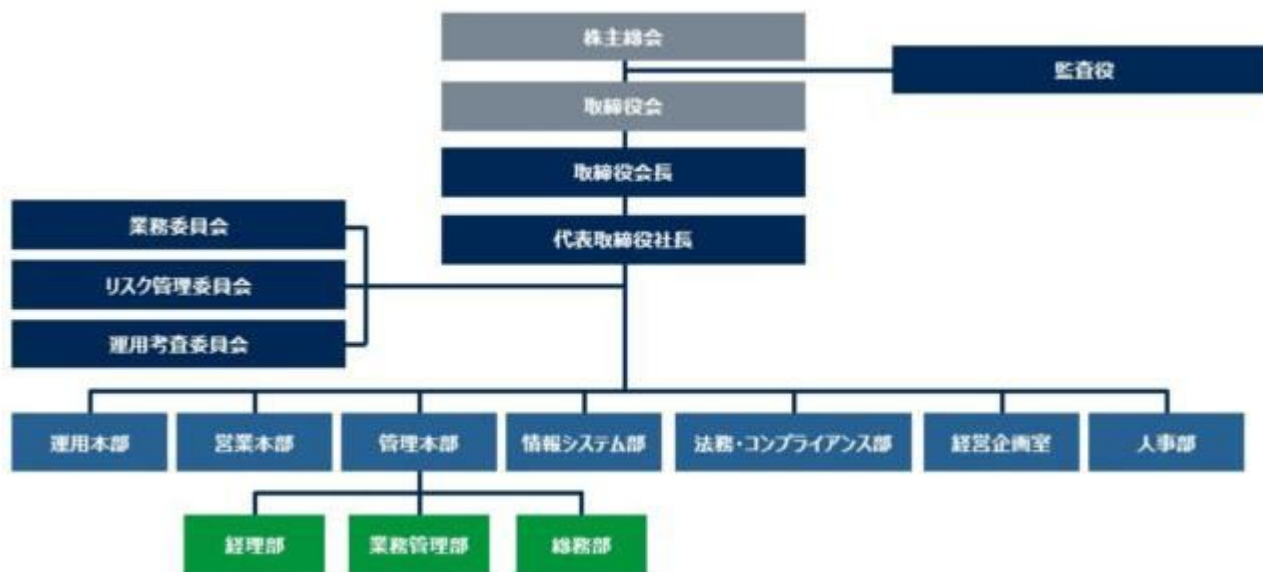 株主総会
監査役
取締役会
取締役会長
代表取締役社長
業務委員会
リスク管理委員会
運用考査委員会
運用本部
営業本部
管理本部
情報システム部
法務・コンプライアンス部
経営企画室
人事部
経理部
業務管理部
総務部